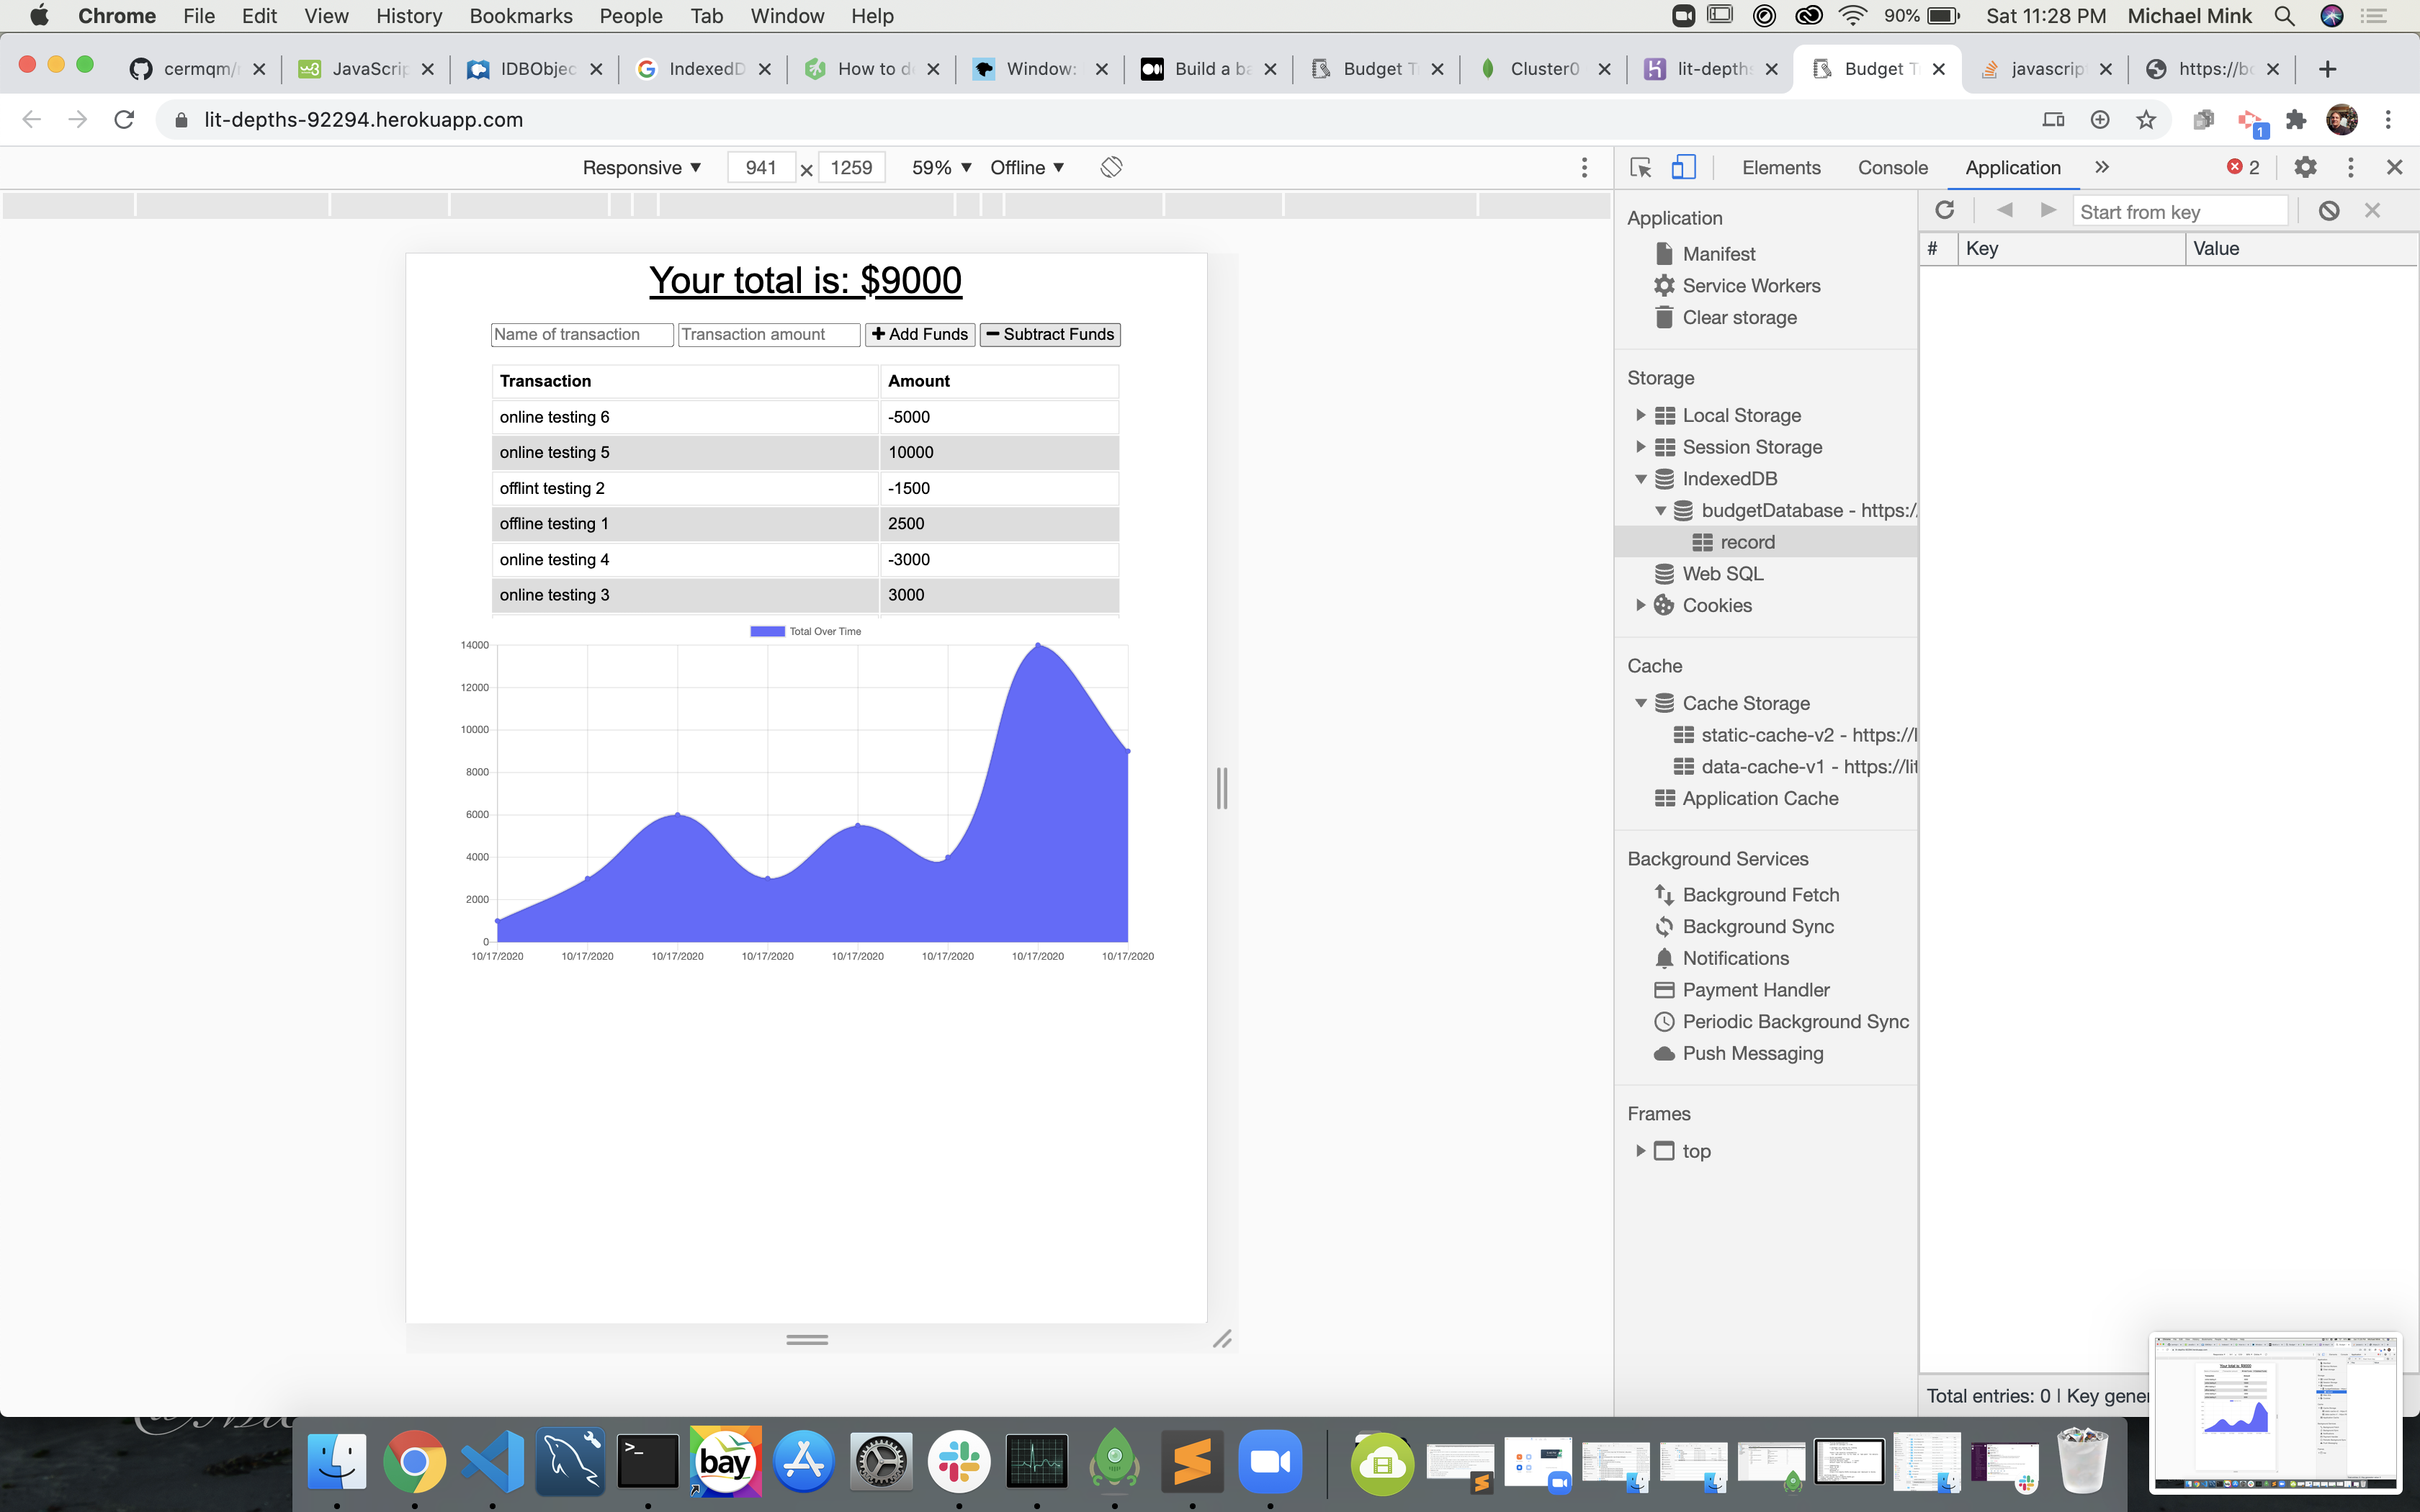 Chrome File Edit View History Bookmarks People Tab Window Help 90% Sat 11:28 PM Michael Mink
cermqm/ JavaScrip IDBObjec IndexedD How to d Window: Build a ba Budget T Cluster0 lit-depths Budget T javascrip https://bo
lit-depths-92294.herokuapp.com 1
Responsive 941 1259 59% Offline
Elements Console Application 2
Start from key
# Key Value
Application
Manifest
Service Workers
Clear storage
Storage
Local Storage
Session Storage
IndexedDB
budgetDatabase - https:/
record
Web SQL
Cookies
Cache
Cache Storage
static-cache-v2 - https://l
data-cache-v1 - https://lit
Application Cache
Background Services
Background Fetch
Background Sync
Notifications
Payment Handler
Periodic Background Sync
Push Messaging
Frames
top
Total entries: 0 | Key gener
Your total is: $9000
Name of transaction Transaction amount Add Funds Subtract Funds
Transaction Amount
online testing 6 -5000
online testing 5 10000
offlint testing 2 -1500
offline testing 1 2500
online testing 4 -3000
online testing 3 3000
Total Over Time
14000
12000
10000
8000
6000
4000
2000
0
10/17/2020 10/17/2020 10/17/2020 10/17/2020 10/17/2020 10/17/2020 10/17/2020 10/17/2020
bay